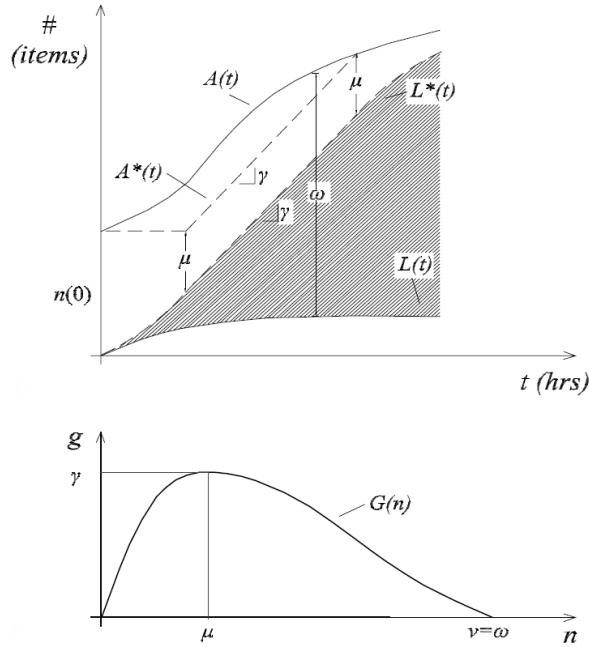 #
(items)
A(t)
μ
L*(t)
A*(t)
γ
ω
γ
μ
L(t)
n(0)
t (hrs)
g
γ
G(n)
μ
ν=ω
n